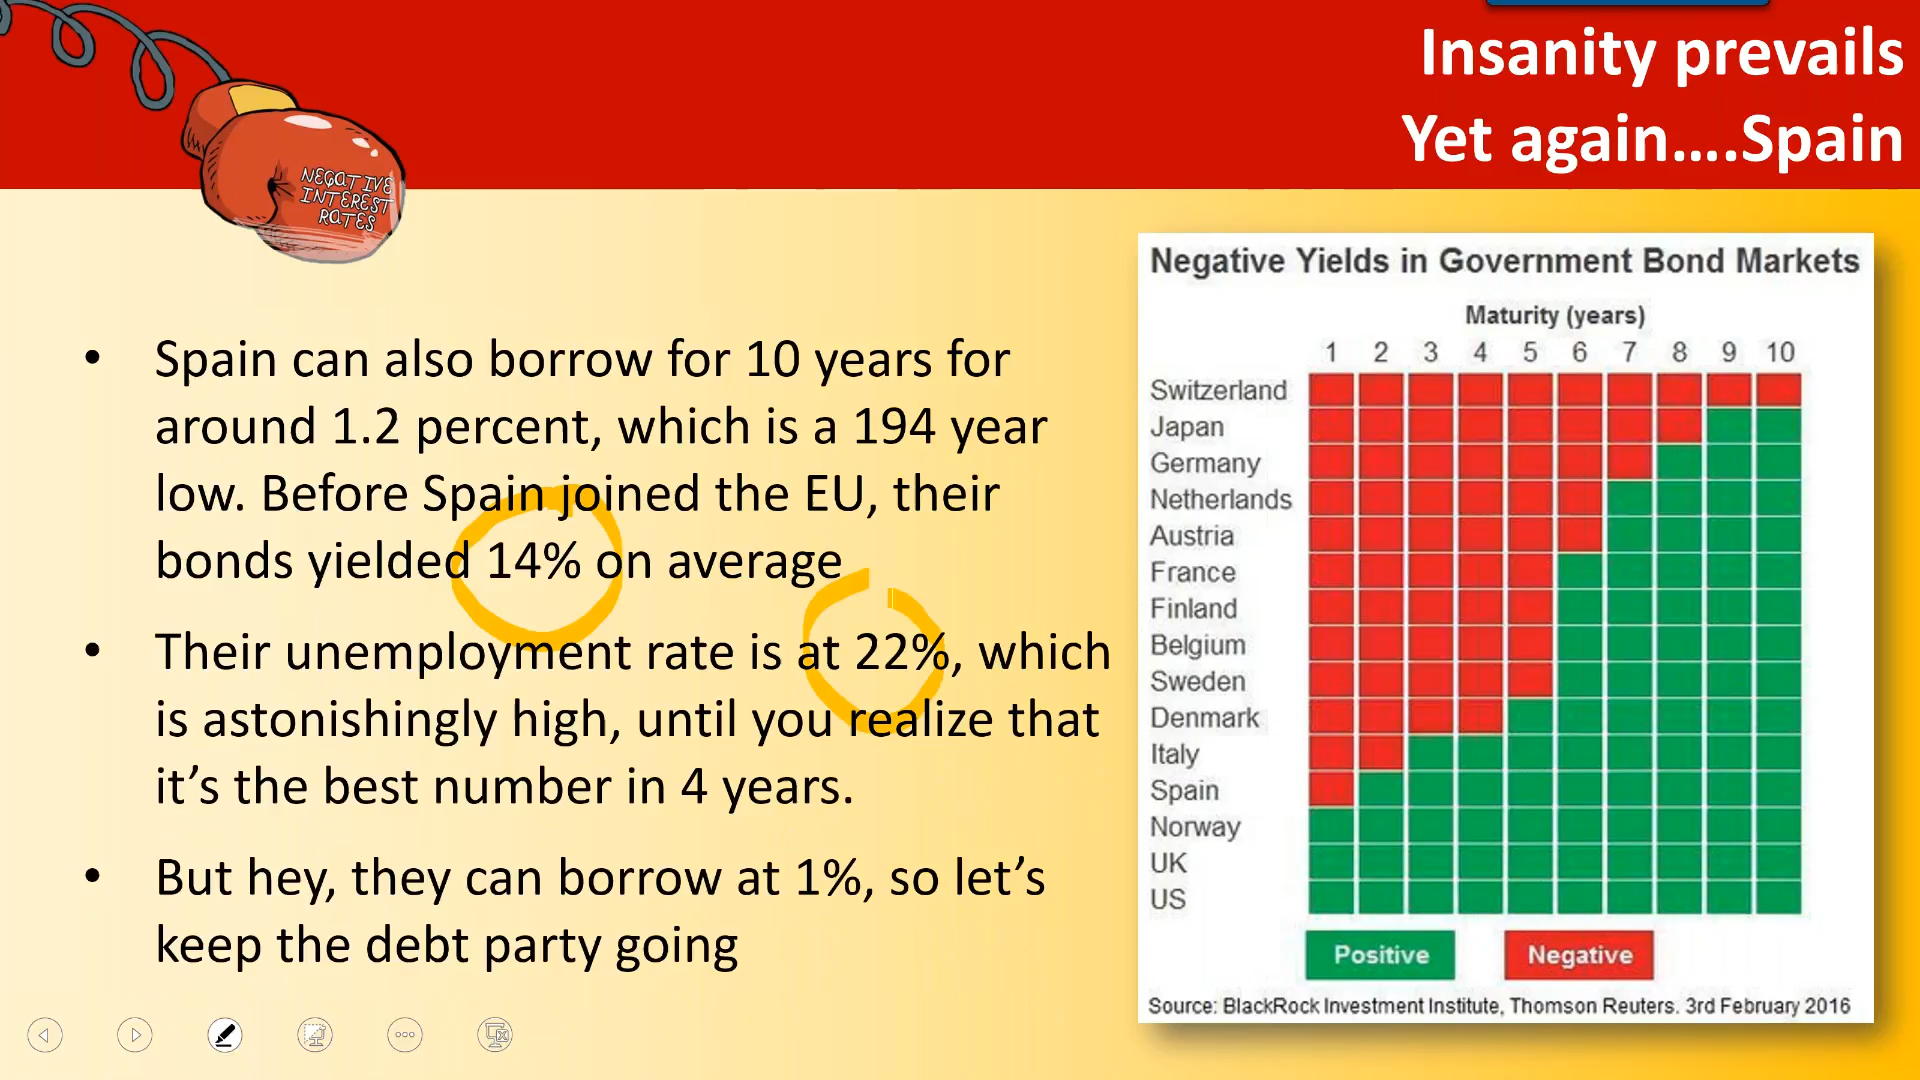 Insanity prevails
Yet again....Spain
NEGATIVE
INTEREST
RATES
• Spain can also borrow for 10 years for
around 1.2 percent, which is a 194 year
low. Before Spain joined the EU, their
bonds yielded 14% on average
• Their unemployment rate is at 22%, which
is astonishingly high, until you realize that
it’s the best number in 4 years.
• But hey, they can borrow at 1%, so let’s
keep the debt party going
Negative Yields in Government Bond Markets
Maturity (years)
1 2 3 4 5 6 7 8 9 10
Switzerland
Japan
Germany
Netherlands
Austria
France
Finland
Belgium
Sweden
Denmark
Italy
Spain
Norway
UK
US
Positive Negative
Source: BlackRock Investment Institute, Thomson Reuters. 3rd February 2016